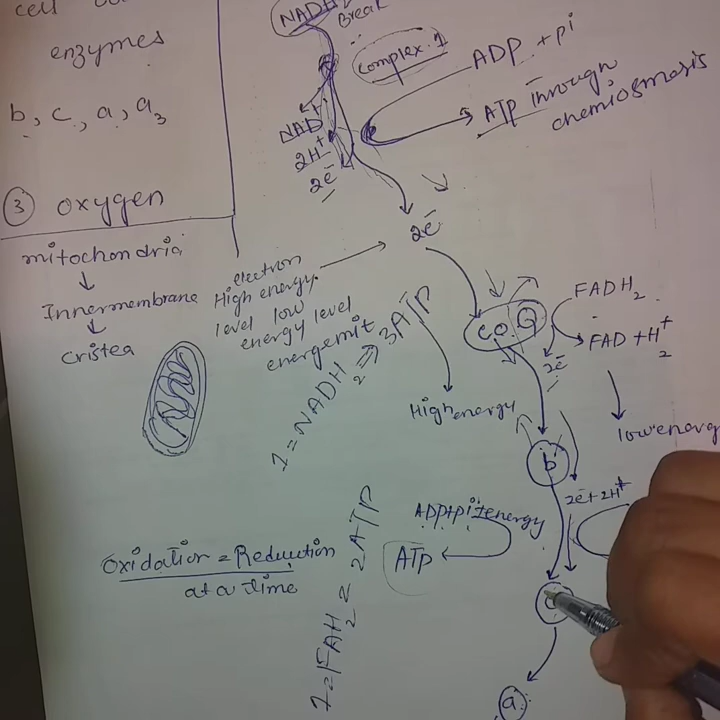 cell
enzymes
b, c, a, a3
③ oxygen
mitochondria
↓
Innermembrane
↓
Cristea
NADH
Break
Complex.1
ADP + Pi
ATP through
chemiosmosis
NAD+
2H+
2e-
2e-
electron
High energy
level low
energy level
energemit
1=NADH2 ⇒ 3ATP
CO.Q
FADH2
FAD + H2+
2e-
High energy
low energ
b
2e-+2H+
ADP+pi+energy
ATP
Oxidation = Reduction
at a time
1=FAH2 = 2ATP
a